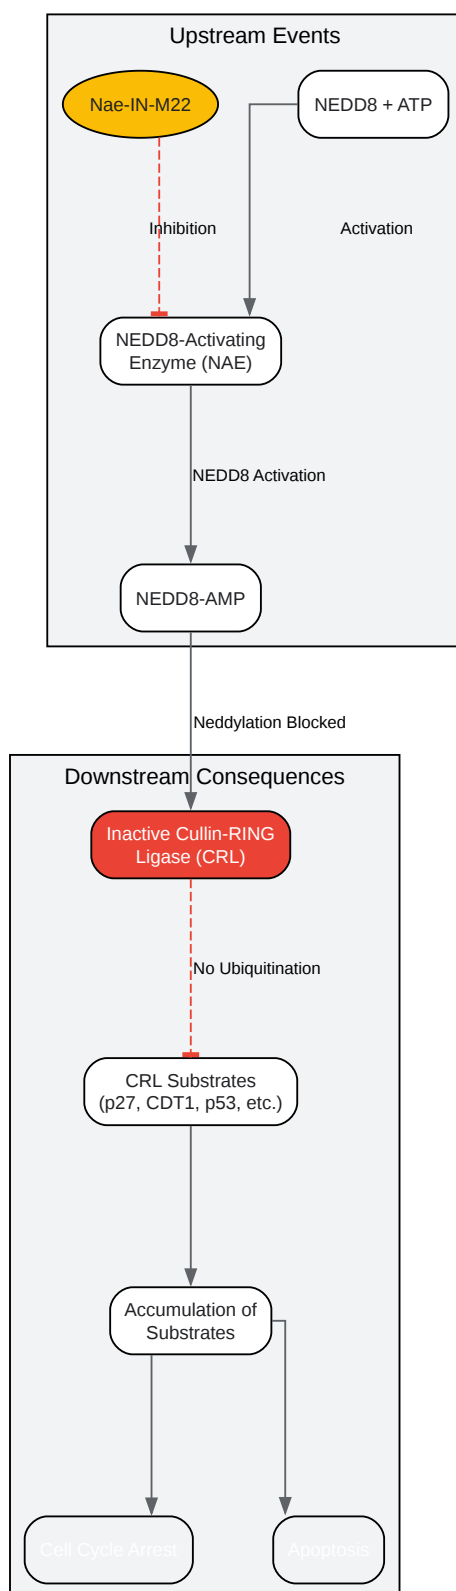 Upstream Events
Nae-IN-M22
NEDD8 + ATP
Inhibition
Activation
NEDD8-Activating
Enzyme (NAE)
NEDD8 Activation
NEDD8-AMP
Neddylation Blocked
Downstream Consequences
Inactive Cullin-RING
Ligase (CRL)
No Ubiquitination
CRL Substrates
(p27, CDT1, p53, etc.)
Accumulation of
Substrates
Cell Cycle Arrest
Apoptosis